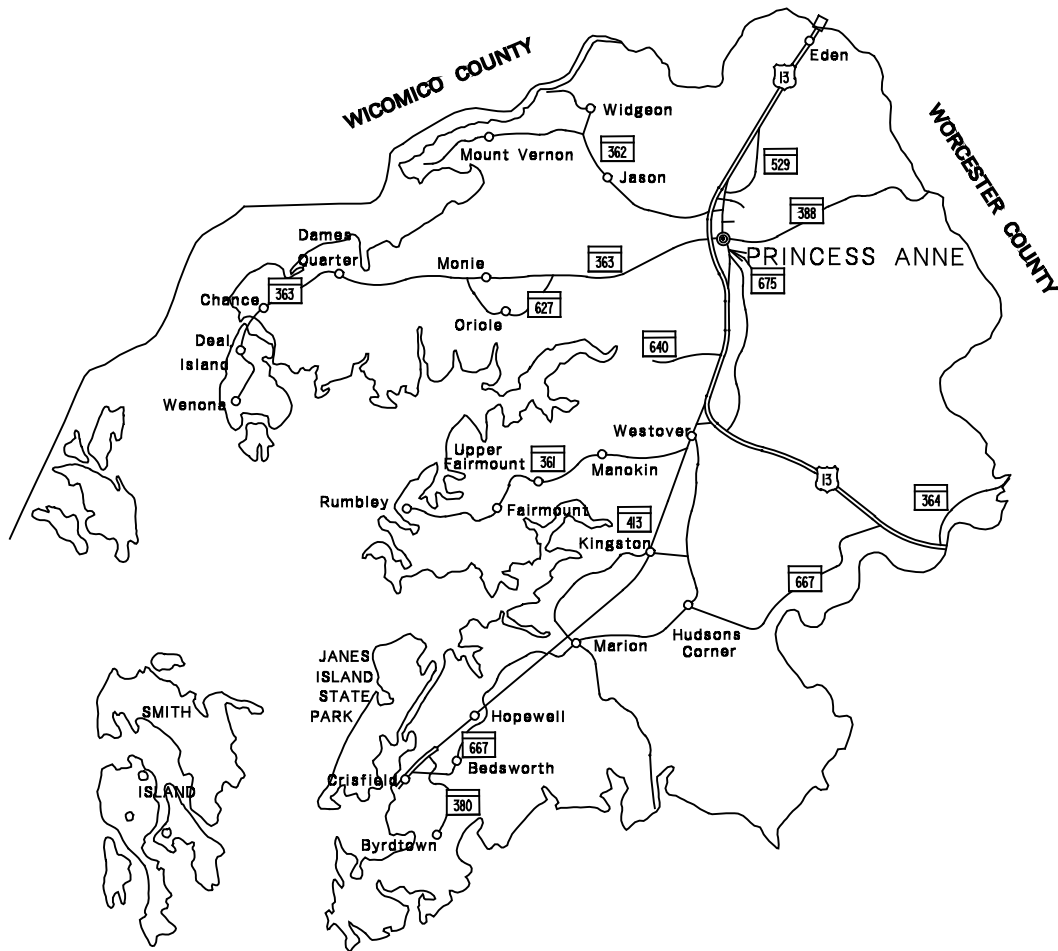 Eden
13
WICOMICO COUNTY
WORCESTER COUNTY
Widgeon
Mount Vernon
362
529
Jason
388
Dames
Quarter
363
Monie
363
PRINCESS ANNE
675
Chance
627
Oriole
Deal
Island
640
Wenona
Westover
Upper
Fairmount
361
Manokin
13
364
Rumbley
Fairmount
413
Kingston
667
Hudsons
Corner
Marion
JANES
ISLAND
STATE
PARK
SMITH
ISLAND
Hopewell
667
Bedsworth
Crisfield
380
Byrdtown